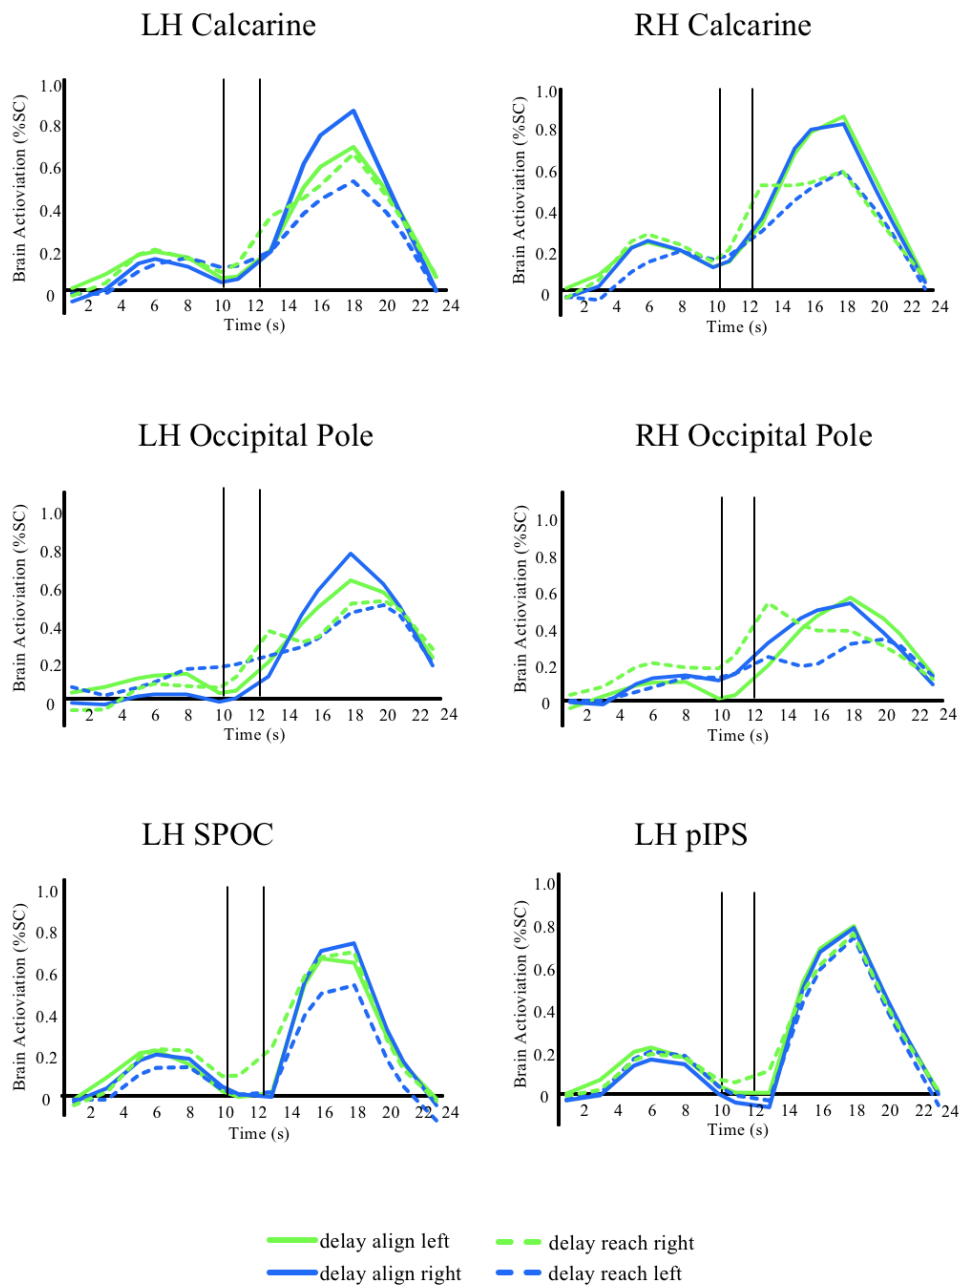 LH Calcarine
RH Calcarine
Brain Actioviation (%SC)
1.0
0.8
0.6
0.4
0.2
0
2 4 6 8 10 12 14 16 18 20 22 24
Time (s)
Brain Actioviation (%SC)
1.0
0.8
0.6
0.4
0.2
0
2 4 6 8 10 12 14 16 18 20 22 24
Time (s)
LH Occipital Pole
RH Occipital Pole
Brain Actioviation (%SC)
1.0
0.8
0.6
0.4
0.2
0
2 4 6 8 10 12 14 16 18 20 22 24
Time (s)
Brain Actioviation (%SC)
1.0
0.8
0.6
0.4
0.2
0
2 4 6 8 10 12 14 16 18 20 22 24
Time (s)
LH SPOC
LH pIPS
Brain Actioviation (%SC)
1.0
0.8
0.6
0.4
0.2
0
2 4 6 8 10 12 14 16 18 20 22 24
Time (s)
Brain Actioviation (%SC)
1.0
0.8
0.6
0.4
0.2
0
2 4 6 8 10 12 14 16 18 20 22 24
Time (s)
delay align left
delay reach right
delay align right
delay reach left